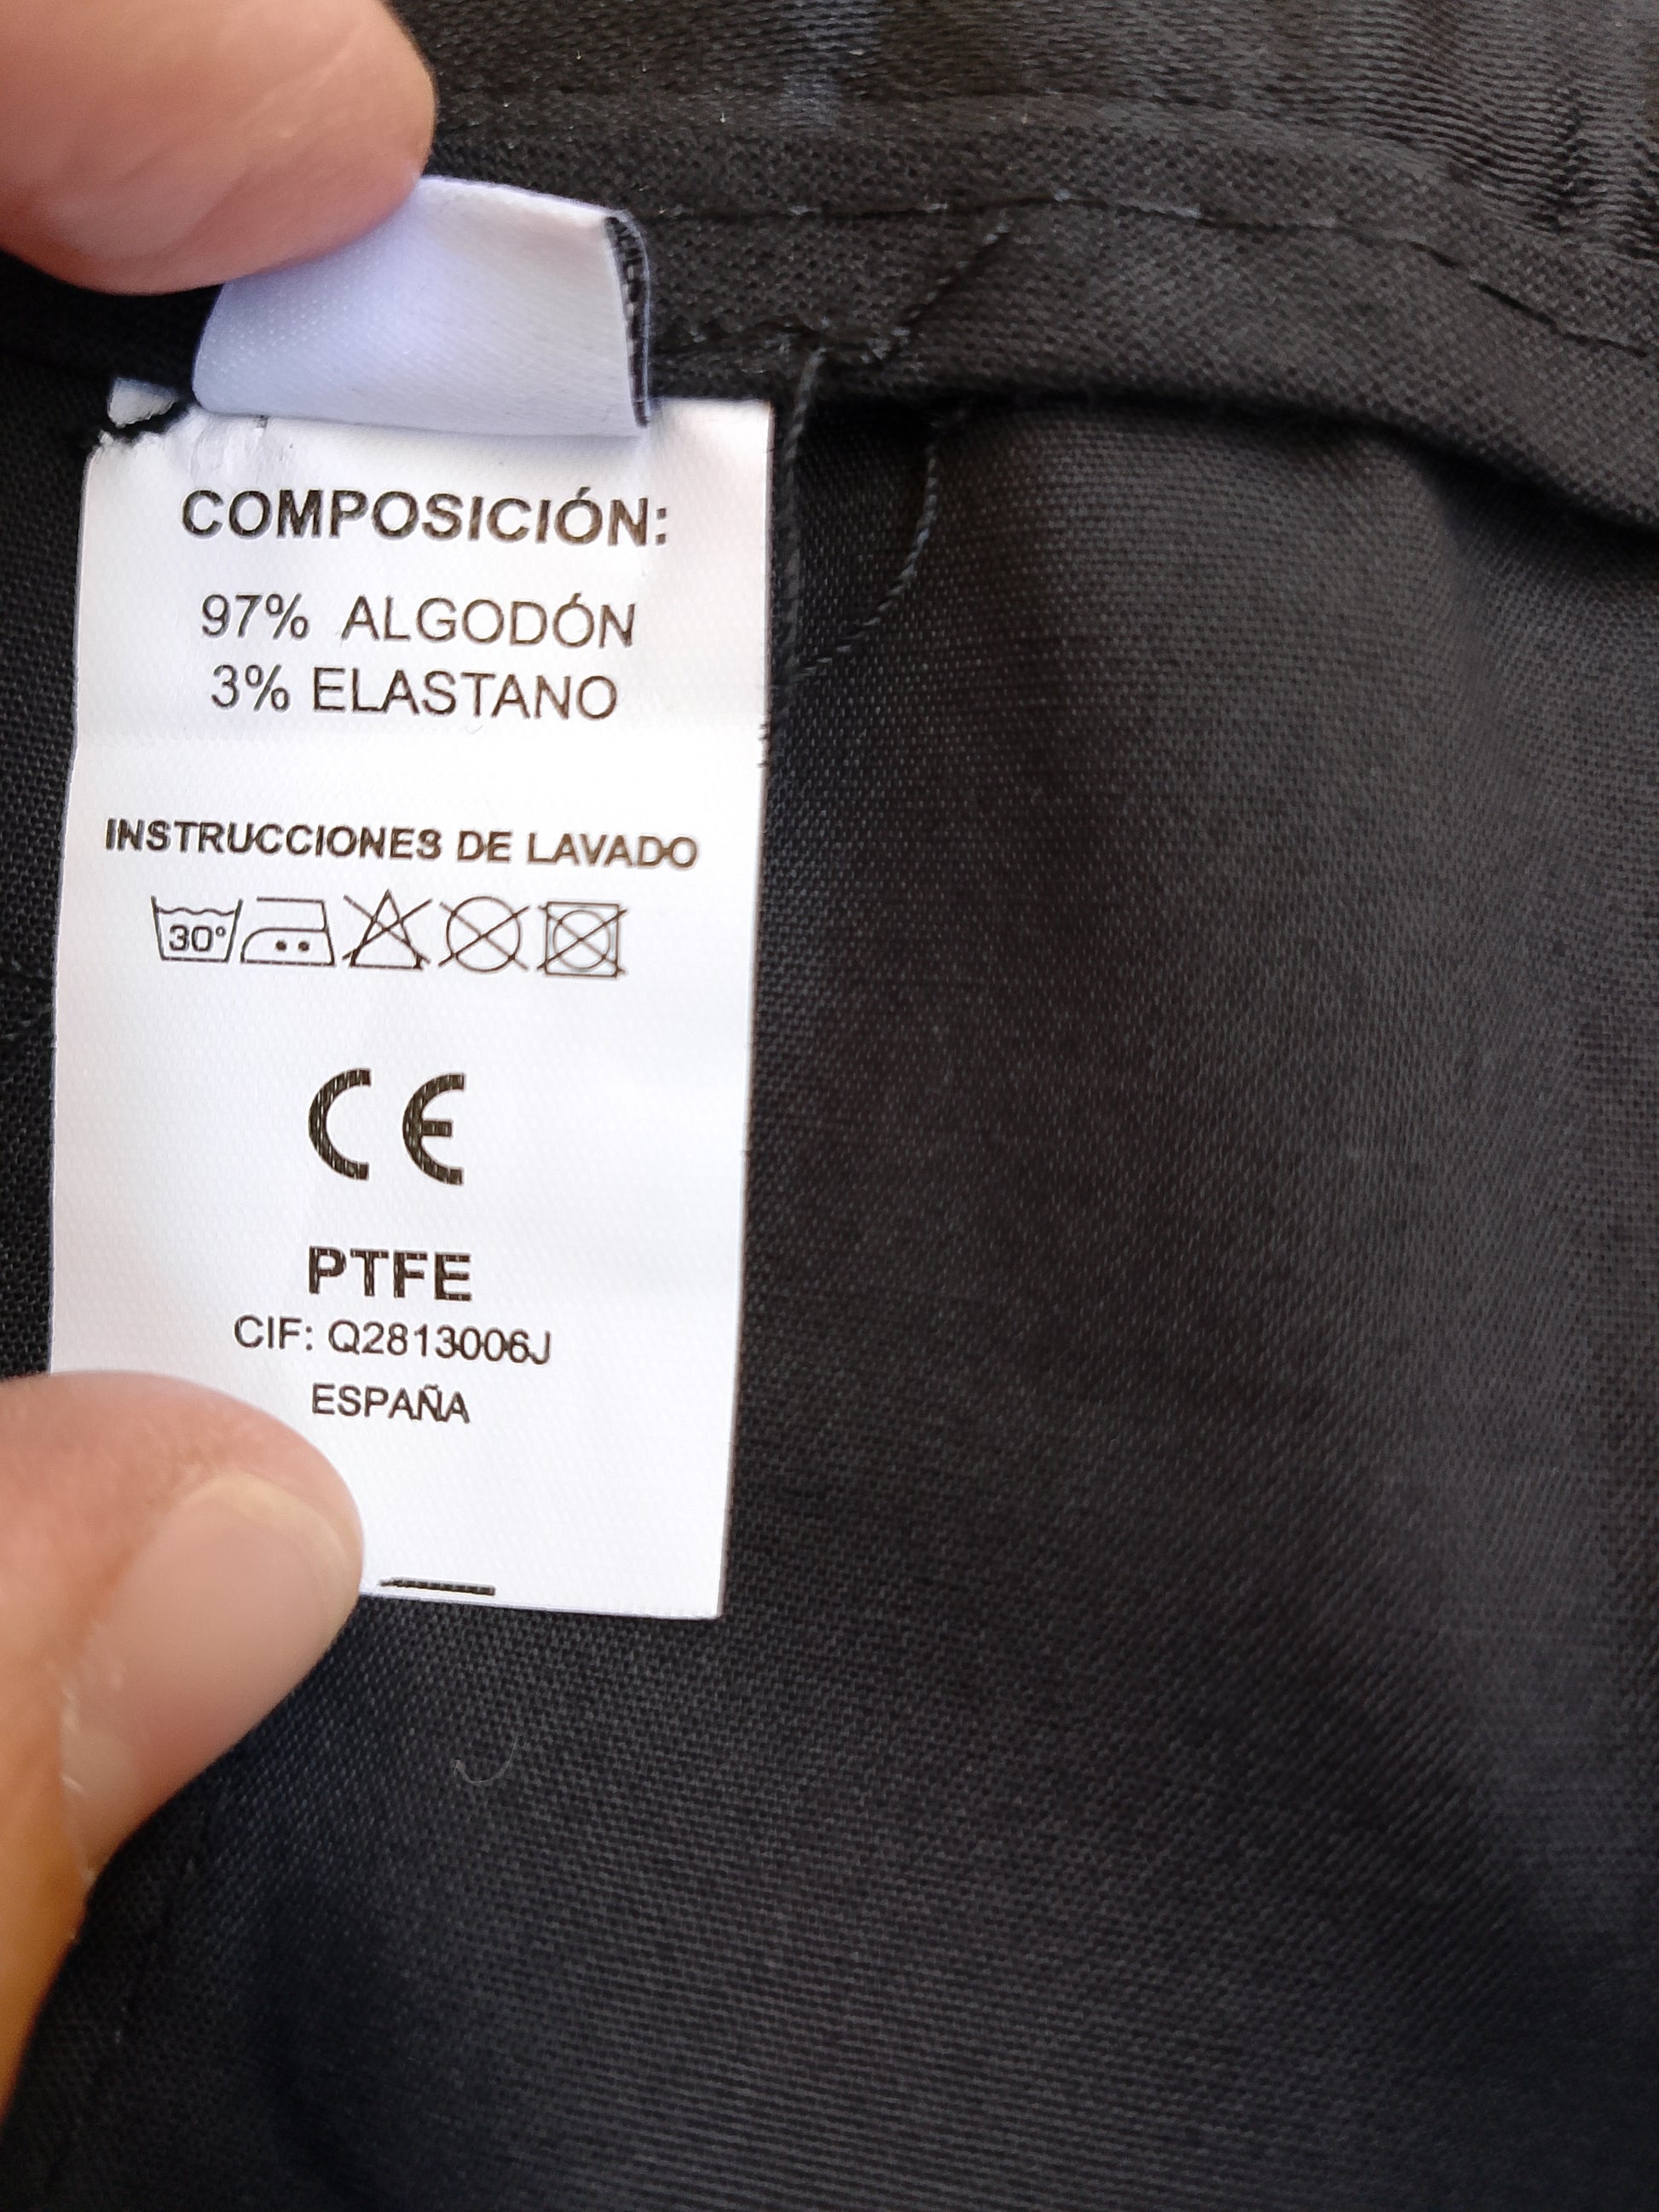 COMPOSICIÓN:
97% ALGODÓN
3% ELASTANO
INSTRUCCIONES DE LAVADO
30°
CE
PTFE
CIF: Q2813006J
ESPAÑA